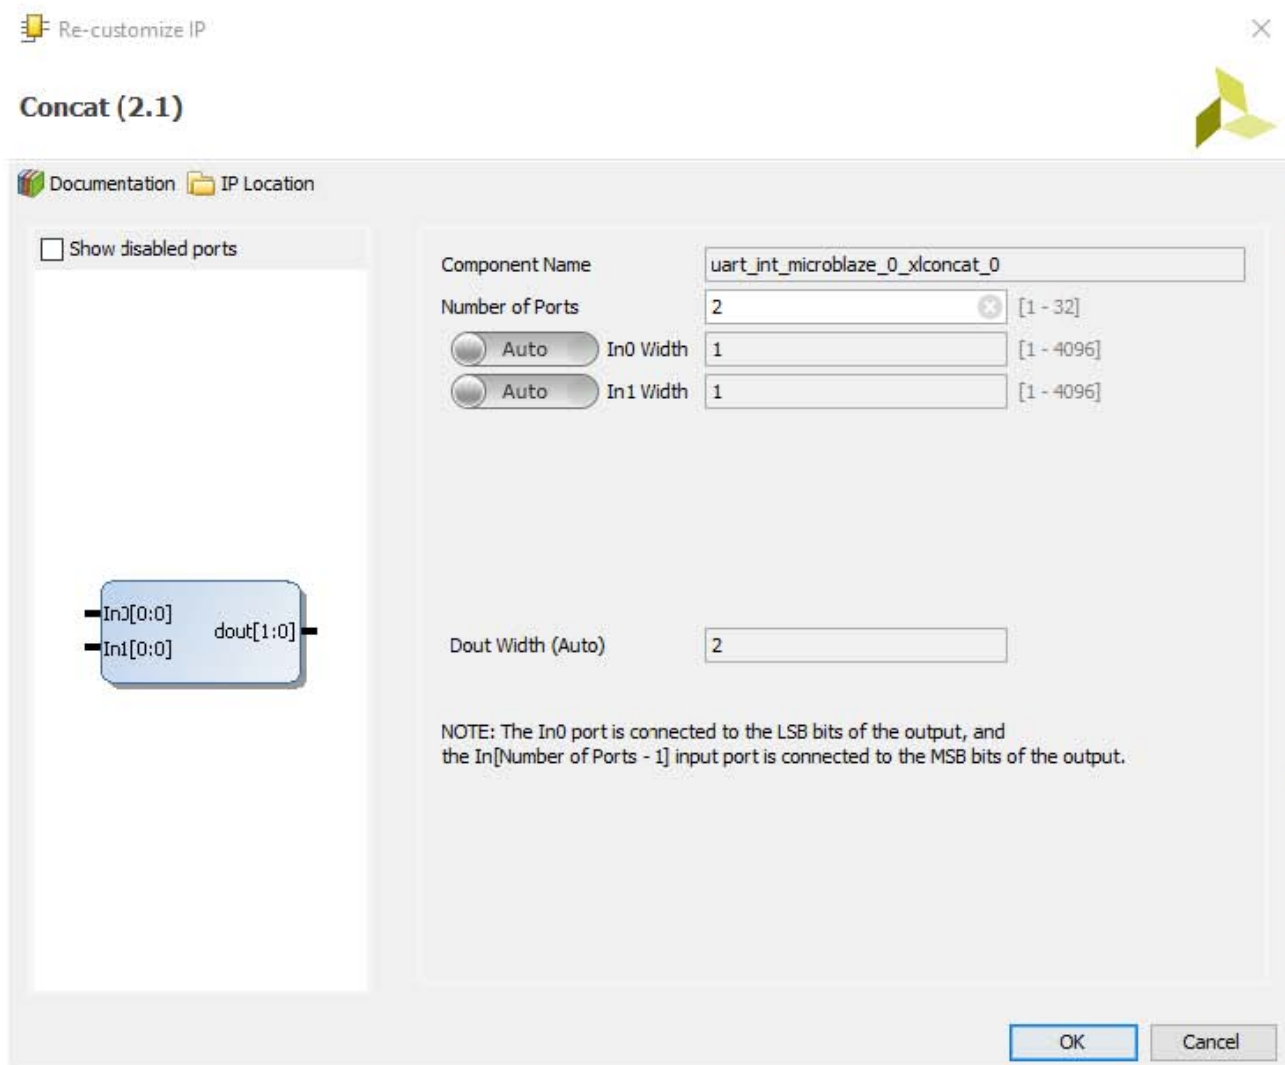 Re-customize IP
Concat (2.1)
Documentation IP Location
Show disabled ports
Component Name uart_int_microblaze_0_xlconcat_0
Number of Ports 2 [1 - 32]
Auto In0 Width 1 [1 - 4096]
Auto In1 Width 1 [1 - 4096]
In0[0:0]
dout[1:0]
In1[0:0]
Dout Width (Auto) 2
NOTE: The In0 port is connected to the LSB bits of the output, and
the In[Number of Ports - 1] input port is connected to the MSB bits of the output.
OK Cancel